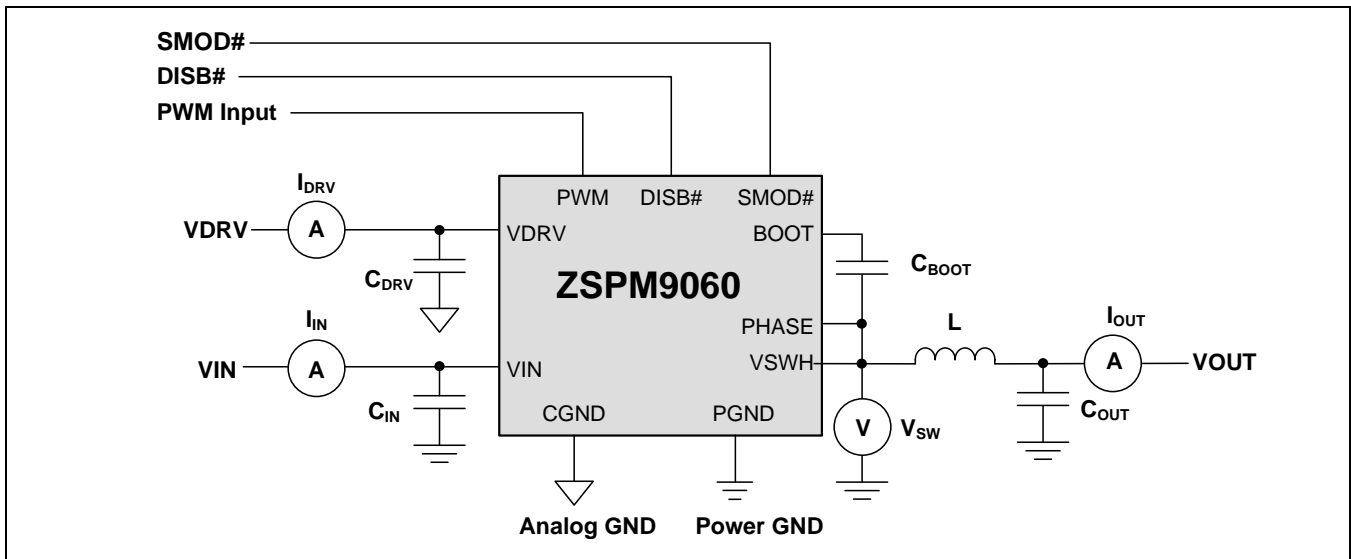 SMOD#
DISB#
PWM Input
IDRV
PWM DISB# SMOD#
VDRV A VDRV BOOT
CDRV ZSPM9060 CBOOT
IIN PHASE L IOUT
VIN A VIN VSWH A VOUT
CIN CGND PGND V VSW COUT
Analog GND Power GND